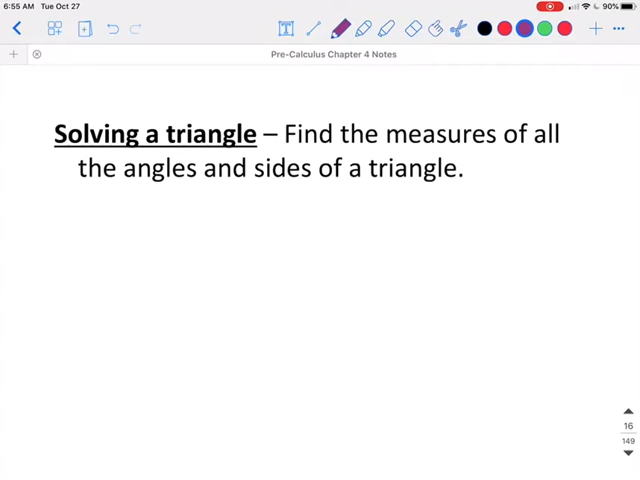 6:55 AM Tue Oct 27
90%
Pre-Calculus Chapter 4 Notes
Solving a triangle – Find the measures of all
the angles and sides of a triangle.
16
149